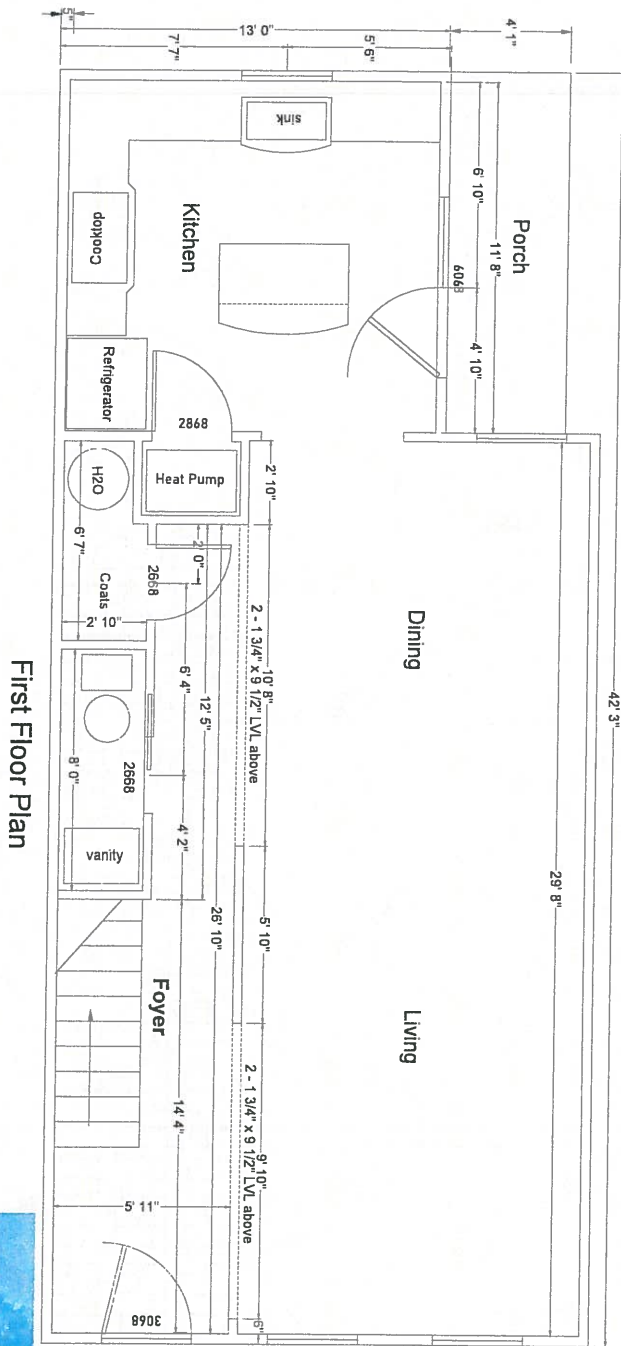 5"
13' 0"
7' 7"
5' 6"
4' 1"
42' 3"
sink
Cooktop
Kitchen
Porch
6' 10"
11' 8"
4' 10"
6068
Refrigerator
2868
Heat Pump
H2O
6' 7"
Coats
2' 10"
2668
2' 10"
2' 0"
10' 8"
2 - 1 3/4" x 9 1/2" LVL above
Dining
29' 8"
6' 4"
12' 5"
8' 0"
2668
vanity
4' 2"
26' 10"
5' 10"
Living
Foyer
14' 4"
9' 10"
2 - 1 3/4" x 9 1/2" LVL above
5' 11"
3068
6"
First Floor Plan